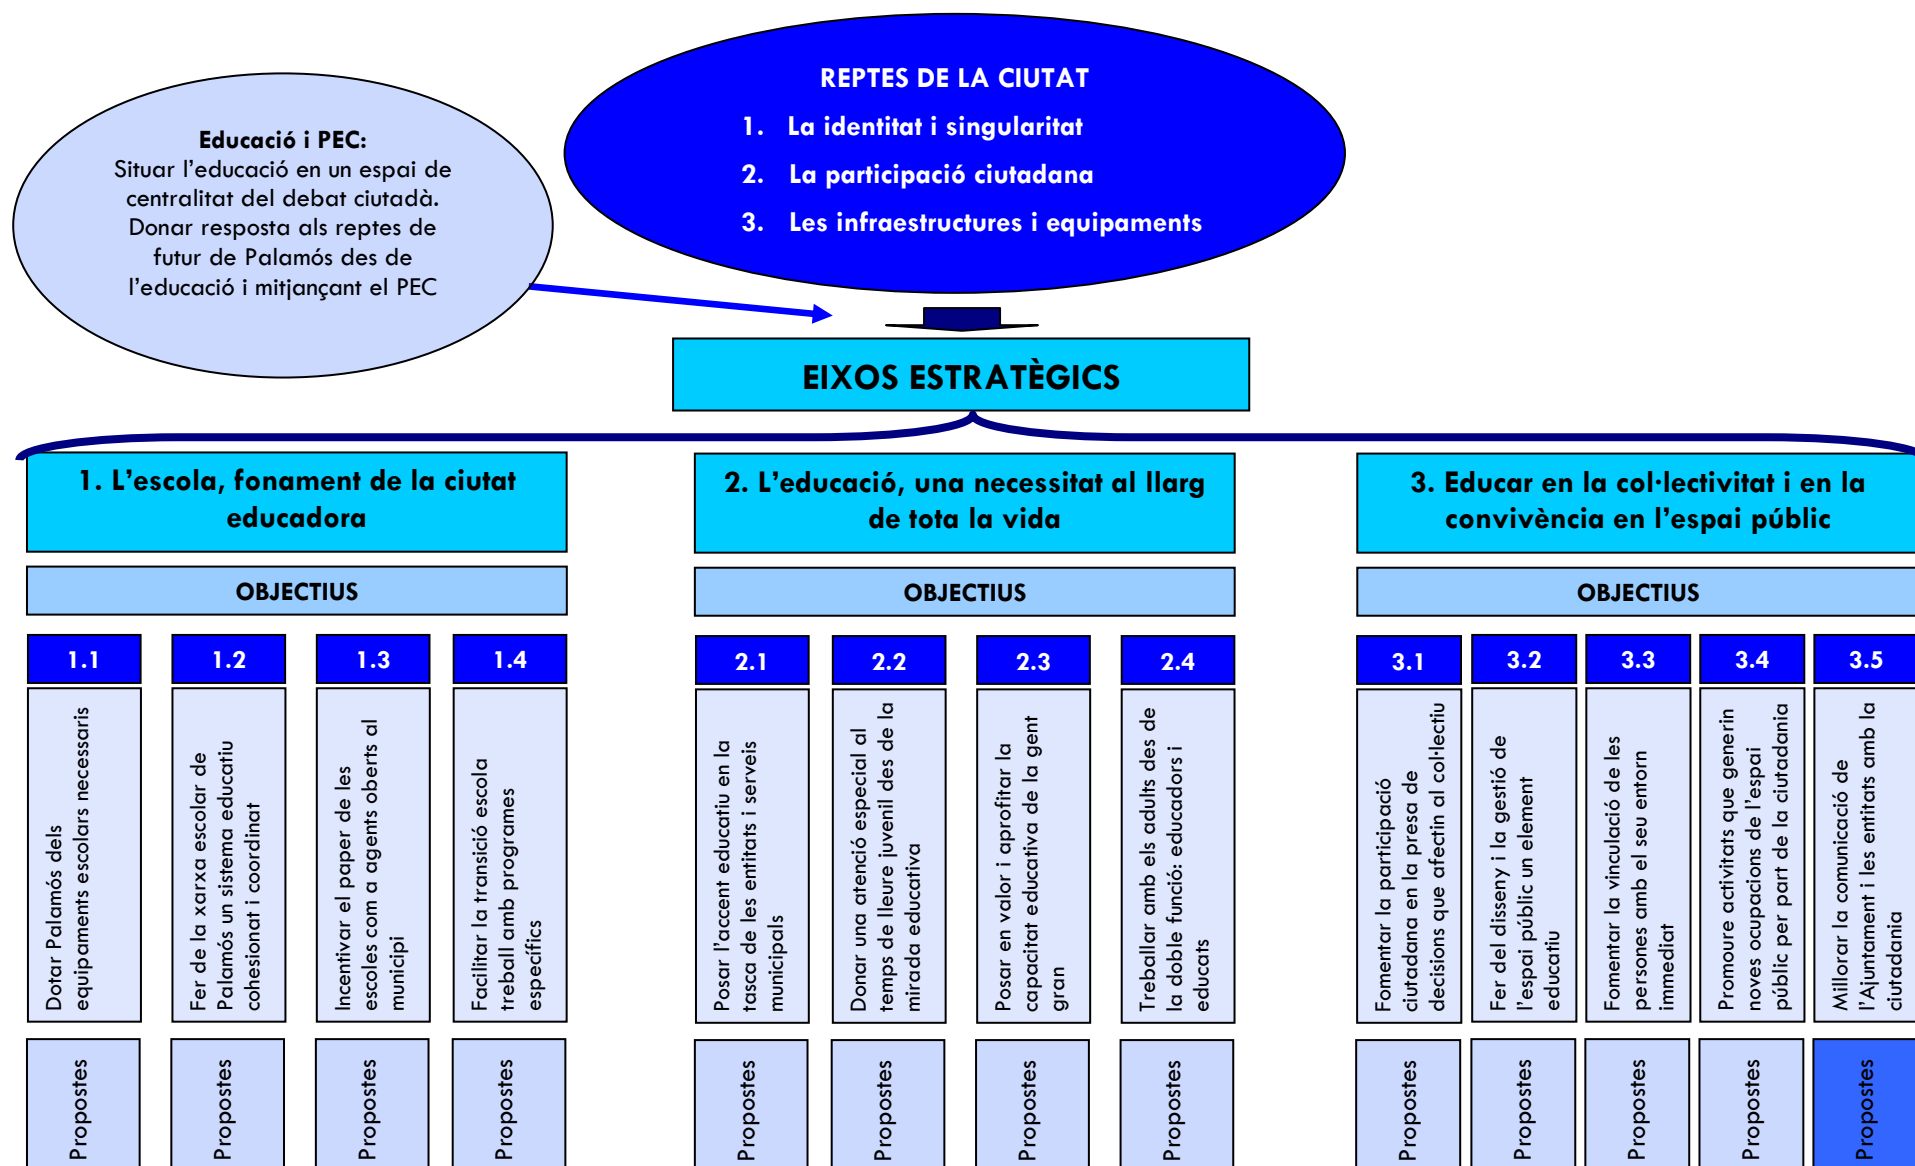 REPTES DE LA CIUTAT
1. La identitat i singularitat
2. La participació ciutadana
3. Les infraestructures i equipaments
Educació i PEC:
Situar l’educació en un espai de
centralitat del debat ciutadà.
Donar resposta als reptes de
futur de Palamós des de
l’educació i mitjançant el PEC
EIXOS ESTRATÈGICS
1. L’escola, fonament de la ciutat
educadora
OBJECTIUS
1.1
Dotar Palamós dels
equipaments escolars necessaris
Propostes
1.2
Fer de la xarxa escolar de
Palamós un sistema educatiu
cohesionat i coordinat
Propostes
1.3
Incentivar el paper de les
escoles com a agents oberts al
municipi
Propostes
1.4
Facilitar la transició escola
treball amb programes
específics
Propostes
2. L’educació, una necessitat al llarg
de tota la vida
OBJECTIUS
2.1
Posar l’accent educatiu en la
tasca de les entitats i serveis
municipals
Propostes
2.2
Donar una atenció especial al
temps de lleure juvenil des de la
mirada educativa
Propostes
2.3
Posar en valor i aprofitar la
capacitat educativa de la gent
gran
Propostes
2.4
Treballar amb els adults des de
la doble funció: educadors i
educats
Propostes
3. Educar en la col·lectivitat i en la
convivència en l’espai públic
OBJECTIUS
3.1
Fomentar la participació
ciutadana en la presa de
decisions que afectin al col·lectiu
Propostes
3.2
Fer del disseny i la gestió de
l’espai públic un element
educatiu
Propostes
3.3
Fomentar la vinculació de les
persones amb el seu entorn
immediat
Propostes
3.4
Promoure activitats que generin
noves ocupacions de l’espai
públic per part de la ciutadania
Propostes
3.5
Millorar la comunicació de
l’Ajuntament i les entitats amb la
ciutadania
Propostes